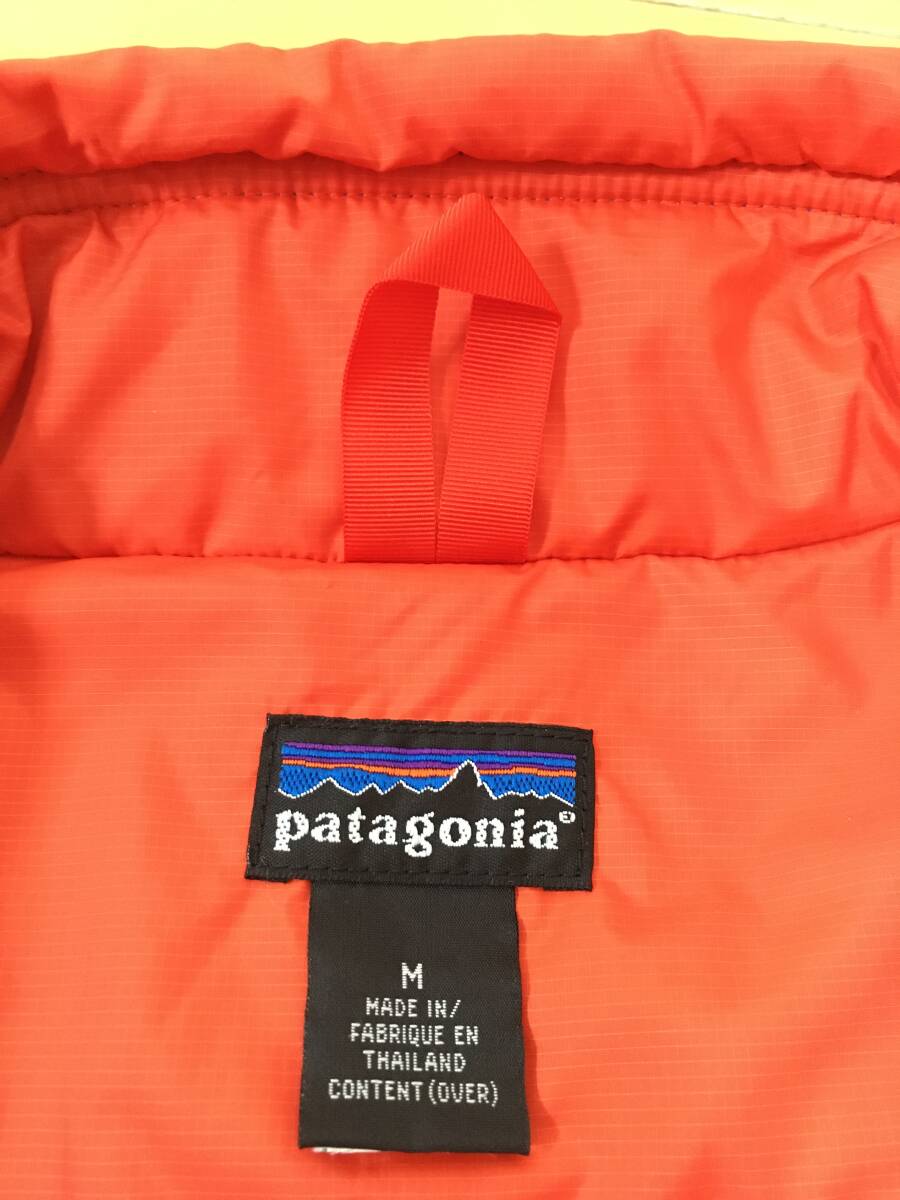 patagonia®
M
MADE IN/
FABRIQUE EN
THAILAND
CONTENT (OVER)